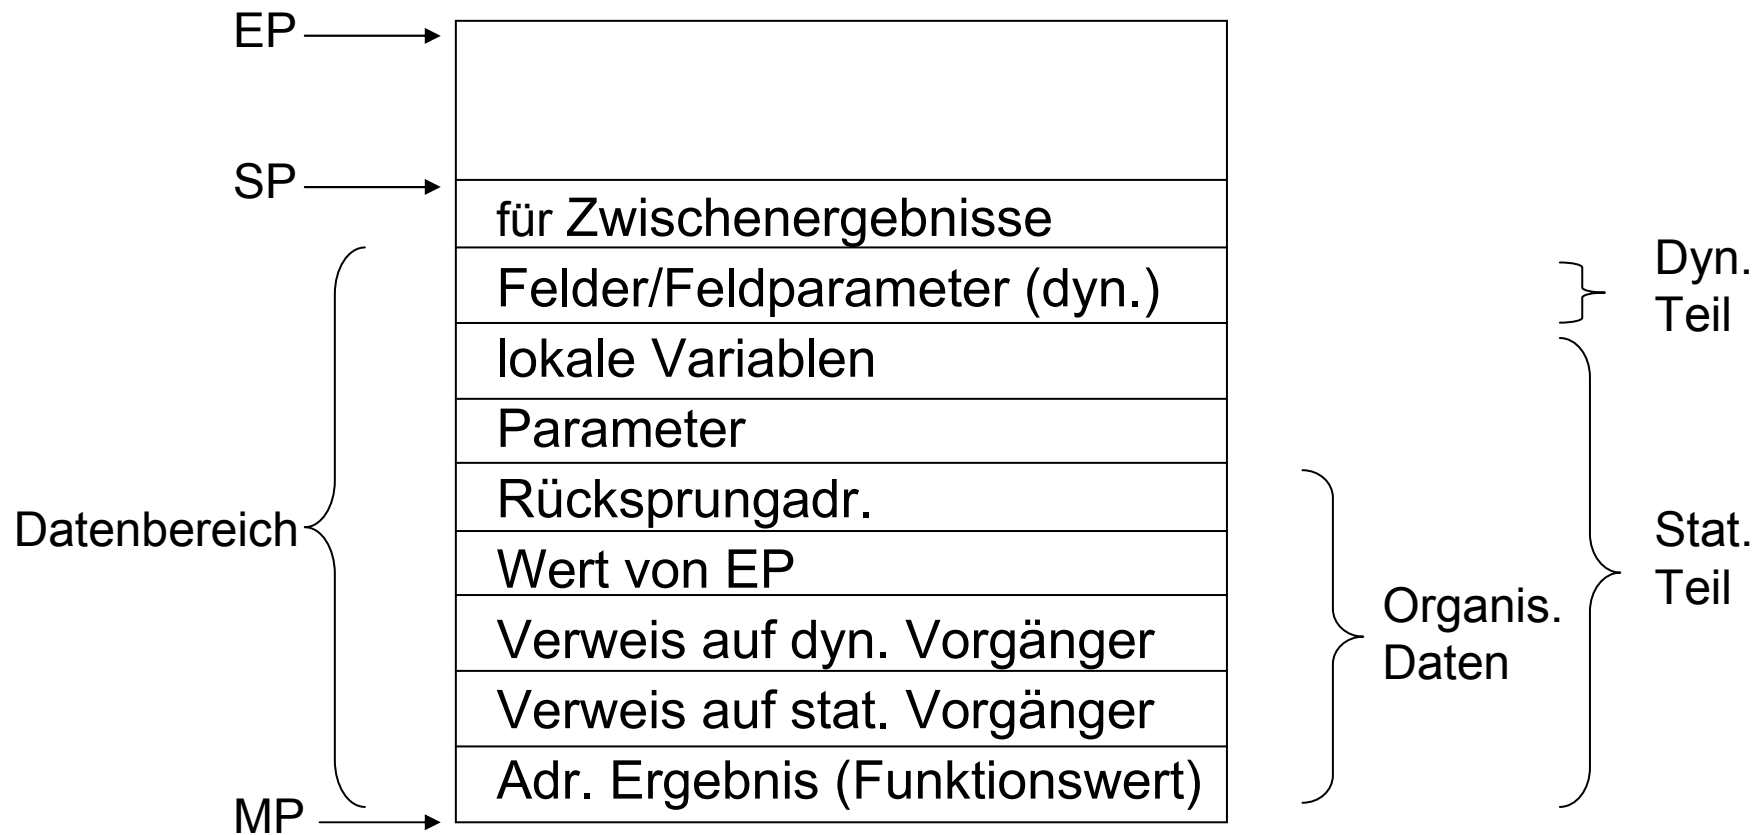 EP
SP
für Zwischenergebnisse
Felder/Feldparameter (dyn.)
Dyn.
Teil
lokale Variablen
Parameter
Rücksprungadr.
Datenbereich
Stat.
Teil
Wert von EP
Organis.
Daten
Verweis auf dyn. Vorgänger
Verweis auf stat. Vorgänger
Adr. Ergebnis (Funktionswert)
MP